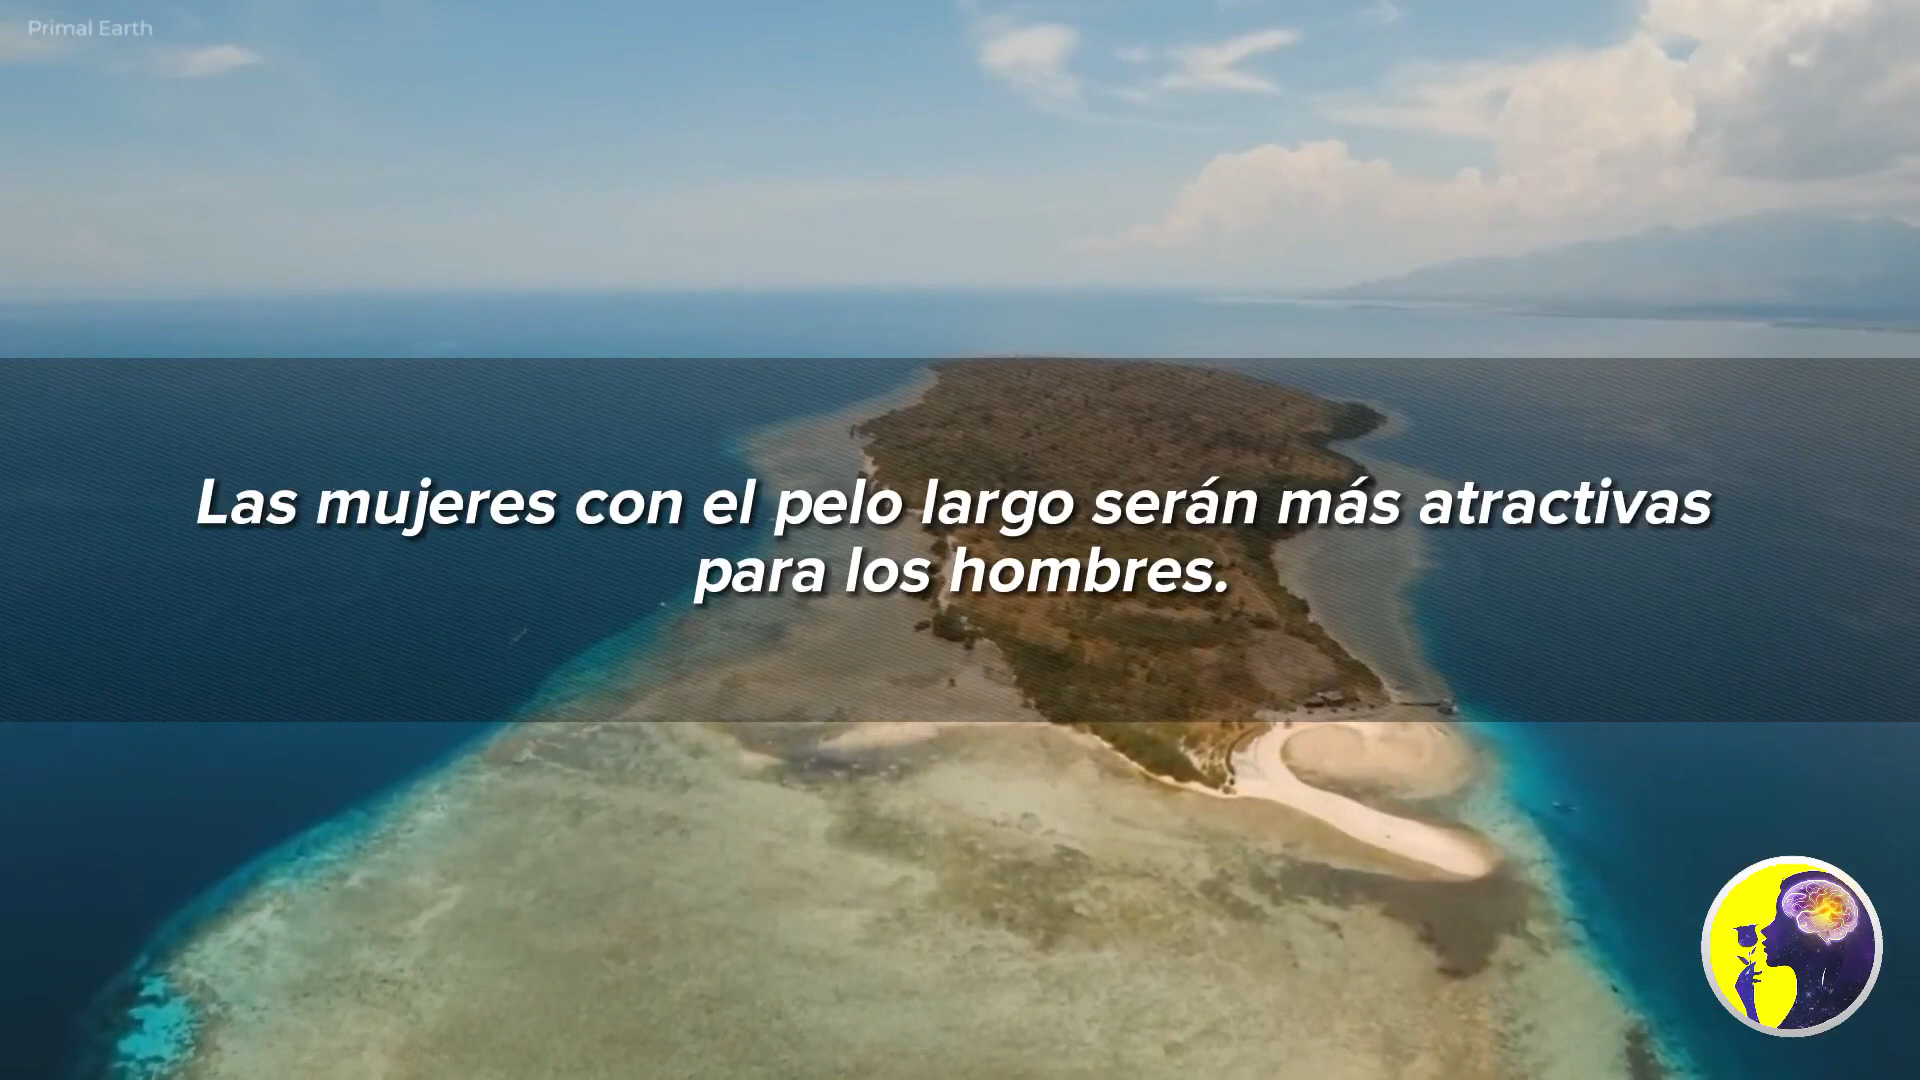 Primal Earth
Las mujeres con el pelo largo serán más atractivas
para los hombres.